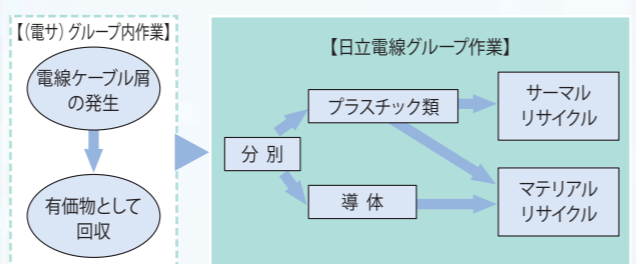 【(電サ) グループ内作業】
電線ケーブル屑
の発生
有価物として
回収
【日立電線グループ作業】
分 別
プラスチック類
導 体
サーマル
リサイクル
マテリアル
リサイクル